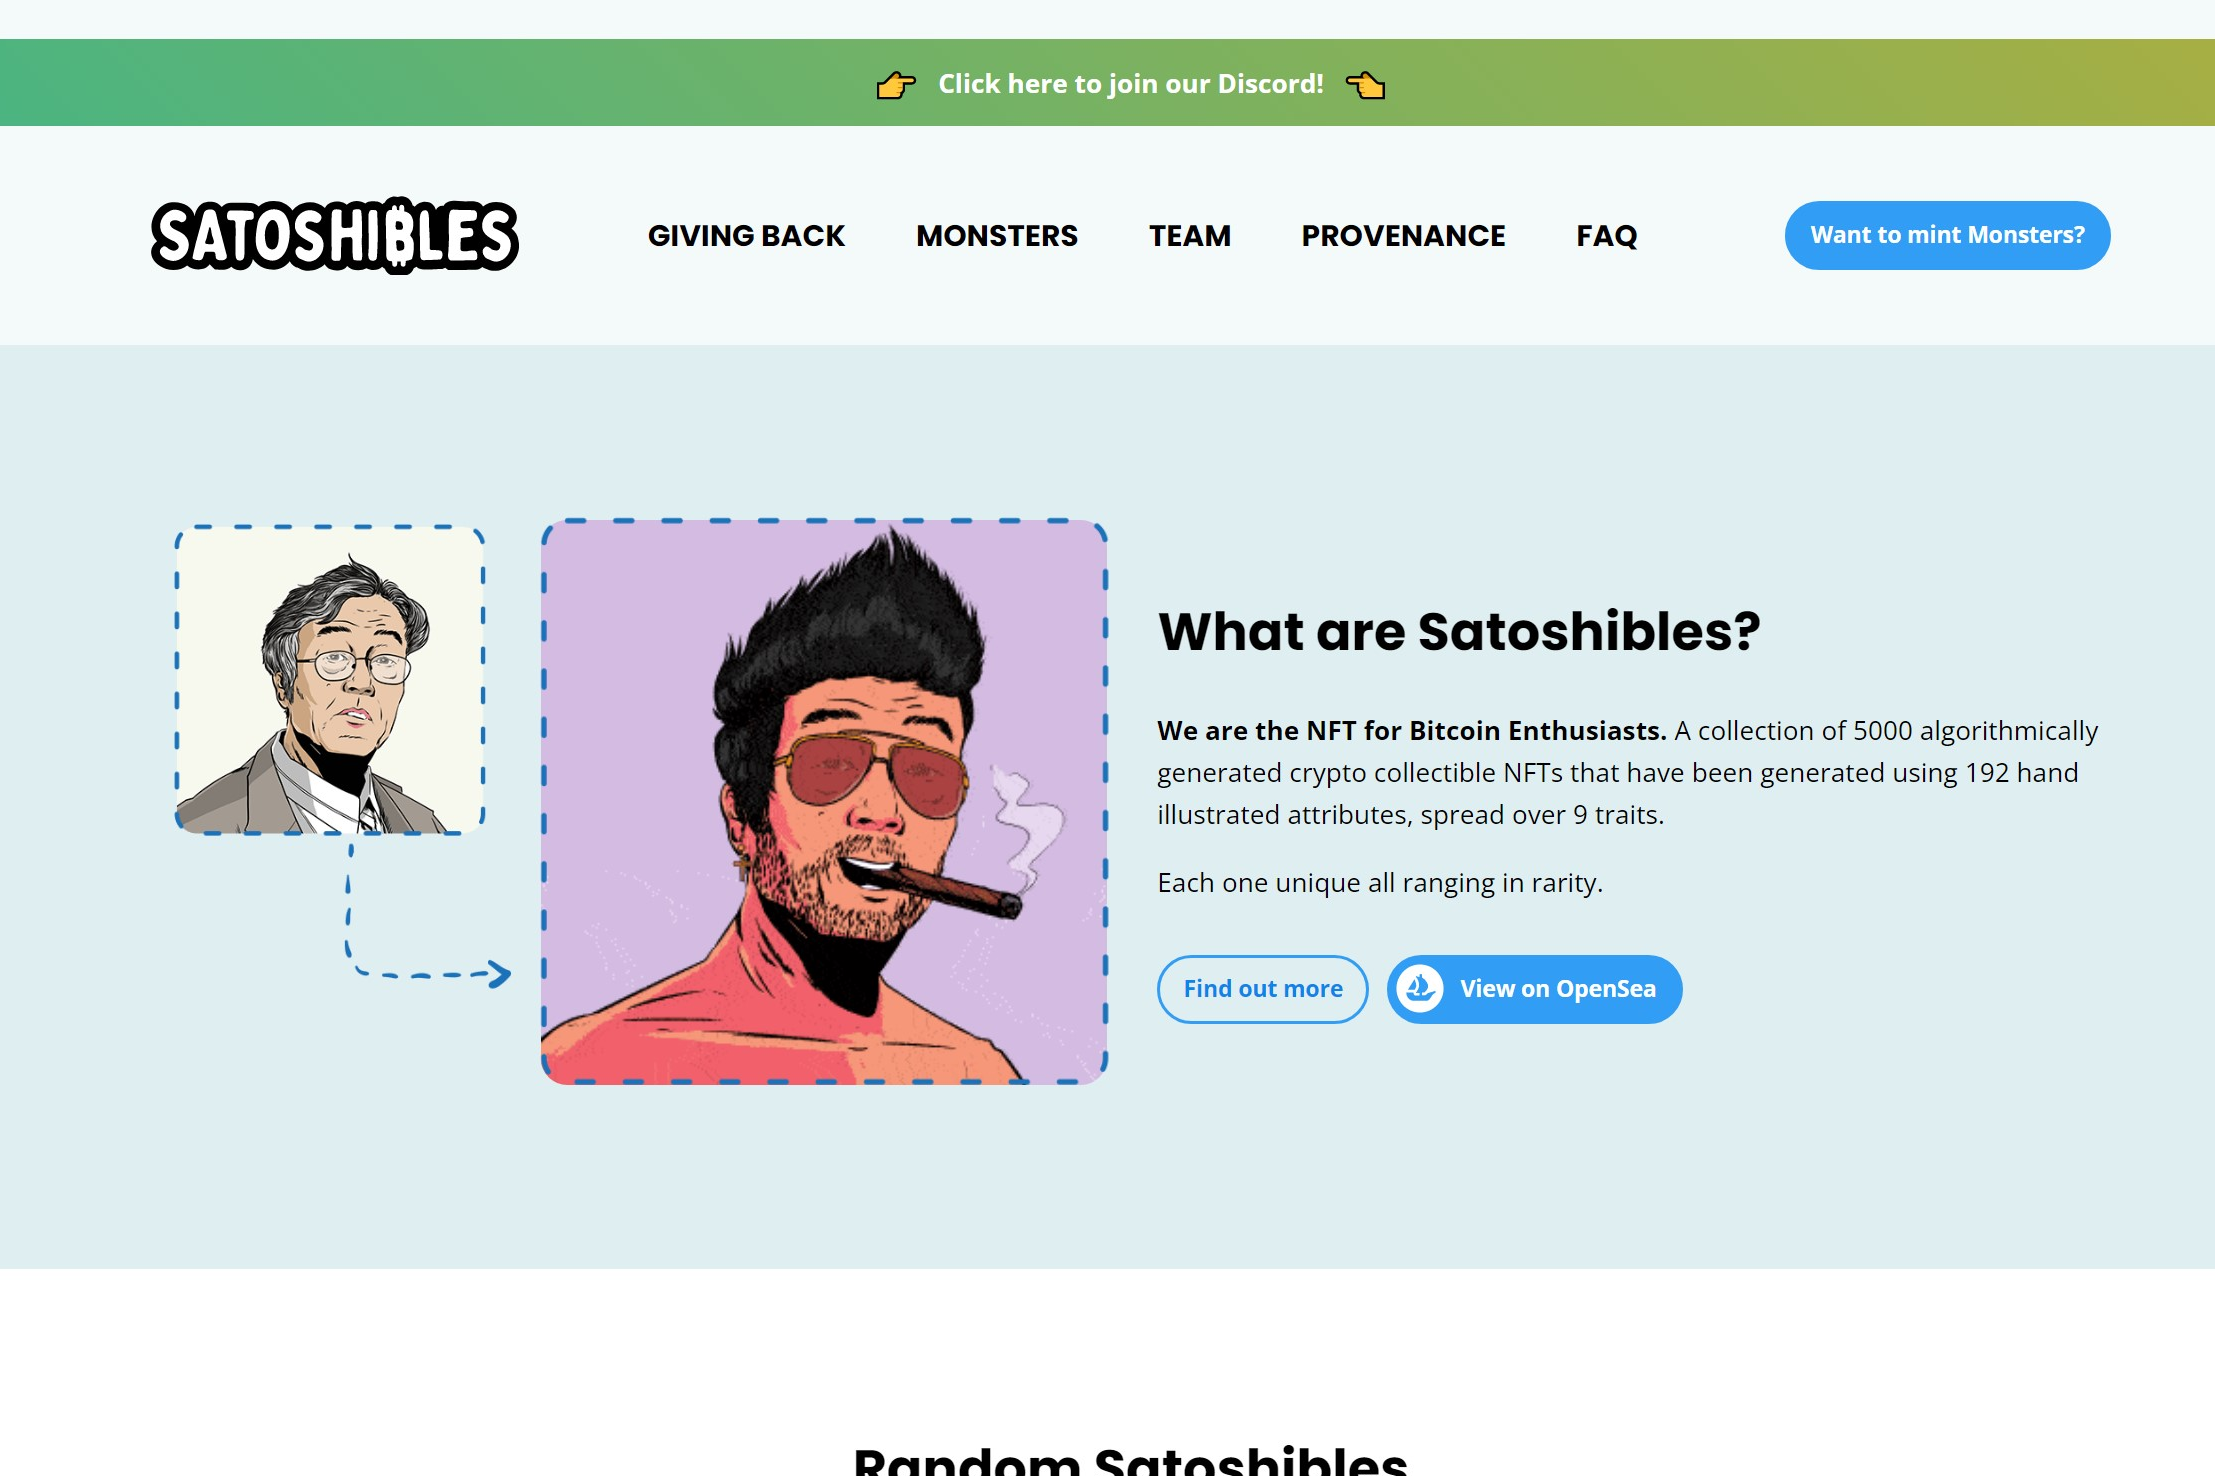 Click here to join our Discord!
SATOSHIBLES
GIVING BACK
MONSTERS
TEAM
PROVENANCE
FAQ
Want to mint Monsters?
What are Satoshibles?
We are the NFT for Bitcoin Enthusiasts. A collection of 5000 algorithmically
generated crypto collectible NFTs that have been generated using 192 hand
illustrated attributes, spread over 9 traits.
Each one unique all ranging in rarity.
Find out more
View on OpenSea
Random Satoshibles